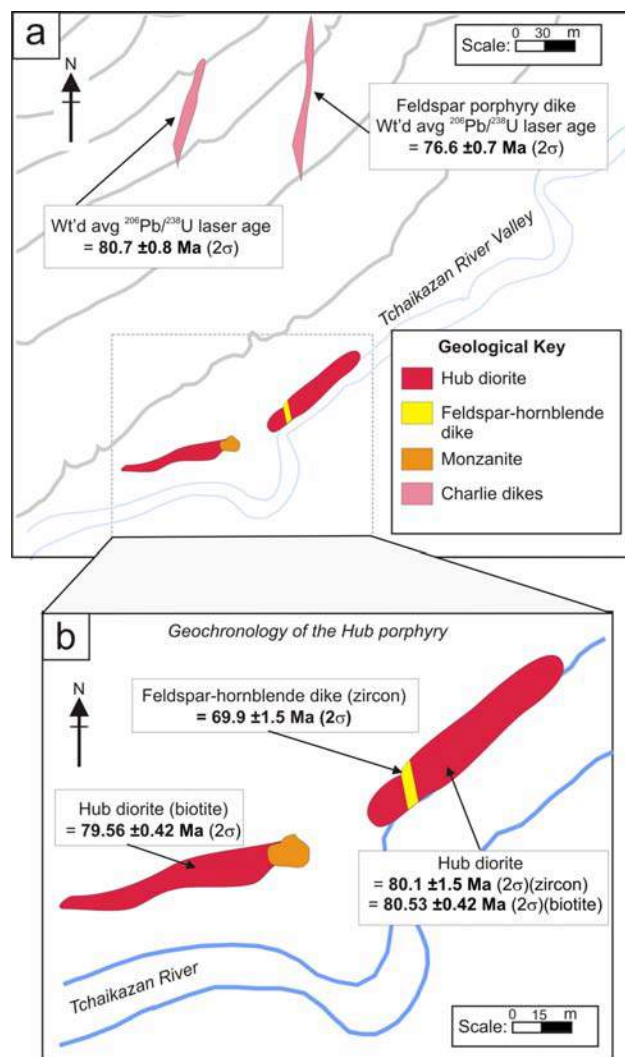 a
Scale:
0 30 m
N
Feldspar porphyry dike
Wt'd avg ²⁰⁶Pb/²³⁸U laser age
= 76.6 ±0.7 Ma (2σ)
Wt'd avg ²⁰⁶Pb/²³⁸U laser age
= 80.7 ±0.8 Ma (2σ)
Tchaikazan River Valley
Geological Key
Hub diorite
Feldspar-hornblende
dike
Monzanite
Charlie dikes
b
Geochronology of the Hub porphyry
N
Feldspar-hornblende dike (zircon)
= 69.9 ±1.5 Ma (2σ)
Hub diorite (biotite)
= 79.56 ±0.42 Ma (2σ)
Hub diorite
= 80.1 ±1.5 Ma (2σ)(zircon)
= 80.53 ±0.42 Ma (2σ)(biotite)
Tchaikazan River
Scale:
0 15 m